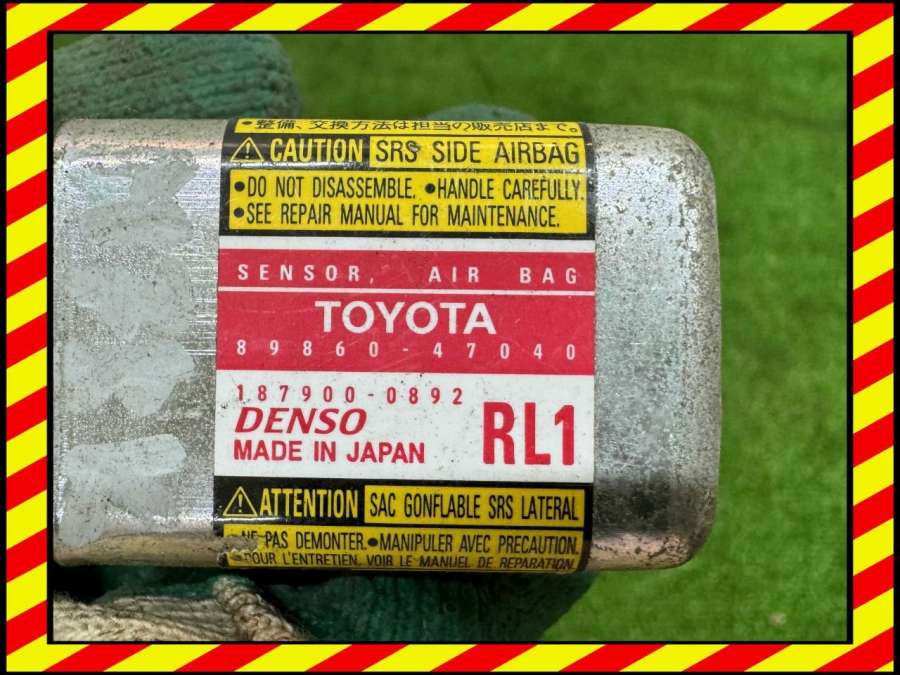 •整備、交換方法は担当の販売店まで。
⚠CAUTION SRS SIDE AIRBAG
•DO NOT DISASSEMBLE. •HANDLE CAREFULLY.
•SEE REPAIR MANUAL FOR MAINTENANCE.
SENSOR, AIR BAG
TOYOTA
89860-47040
187900-0892
DENSO
MADE IN JAPAN
RL1
⚠ATTENTION SAC GONFLABLE SRS LATERAL
•NE PAS DEMONTER. •MANIPULER AVEC PRECAUTION.
•POUR L'ENTRETIEN, VOIR LE MANUEL DE REPARATION.